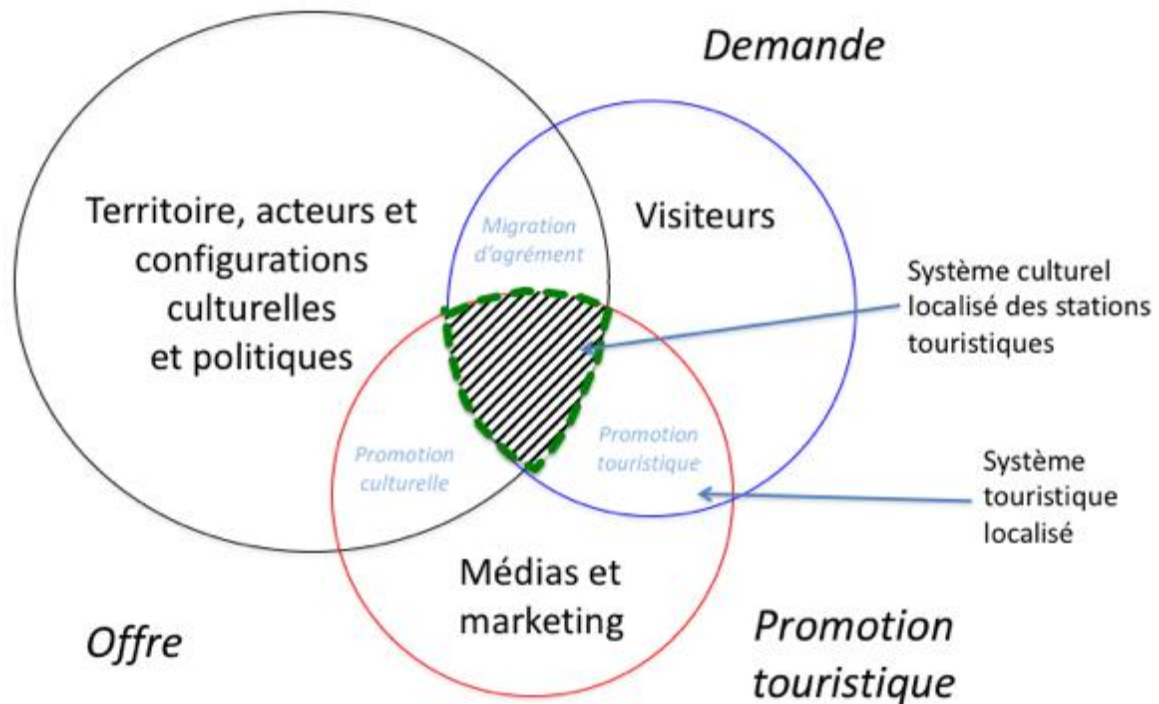 Demande
Territoire, acteurs et
configurations
culturelles
et politiques
Migration
d'agrément
Visiteurs
Système culturel
localisé des stations
touristiques
Promotion
culturelle
Promotion
touristique
Système
touristique
localisé
Médias et
marketing
Offre
Promotion
touristique